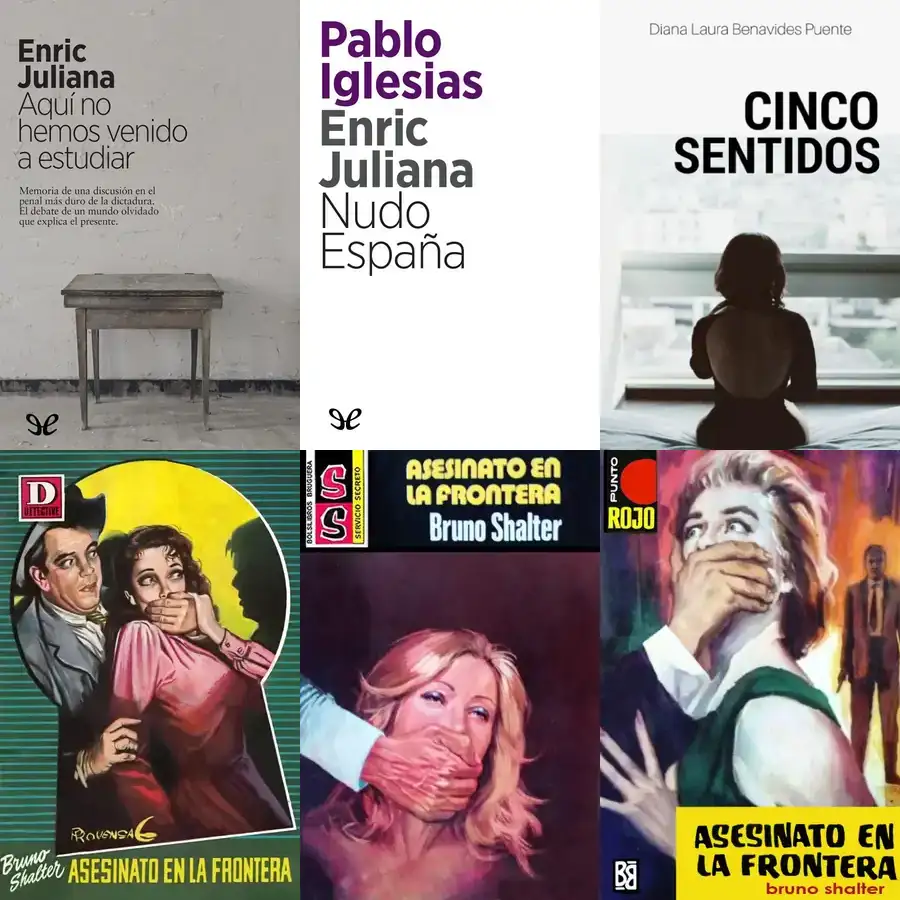 Enric
Juliana
Aquí no
hemos venido
a estudiar
Memoria de una discusión en el
penal más duro de la dictadura.
El debate de un mundo olvidado
que explica el presente.
Pablo
Iglesias
Enric
Juliana
Nudo
España
Diana Laura Benavides Puente
CINCO
SENTIDOS
D
DETECTIVE
PROVENSAL
Bruno
Shalter
ASESINATO EN LA FRONTERA
BOLSILIBROS BRUGUERA
SS
SERVICIO SECRETO
ASESINATO EN
LA FRONTERA
Bruno Shalter
PUNTO
ROJO
BB
ASESINATO EN
LA FRONTERA
bruno shalter